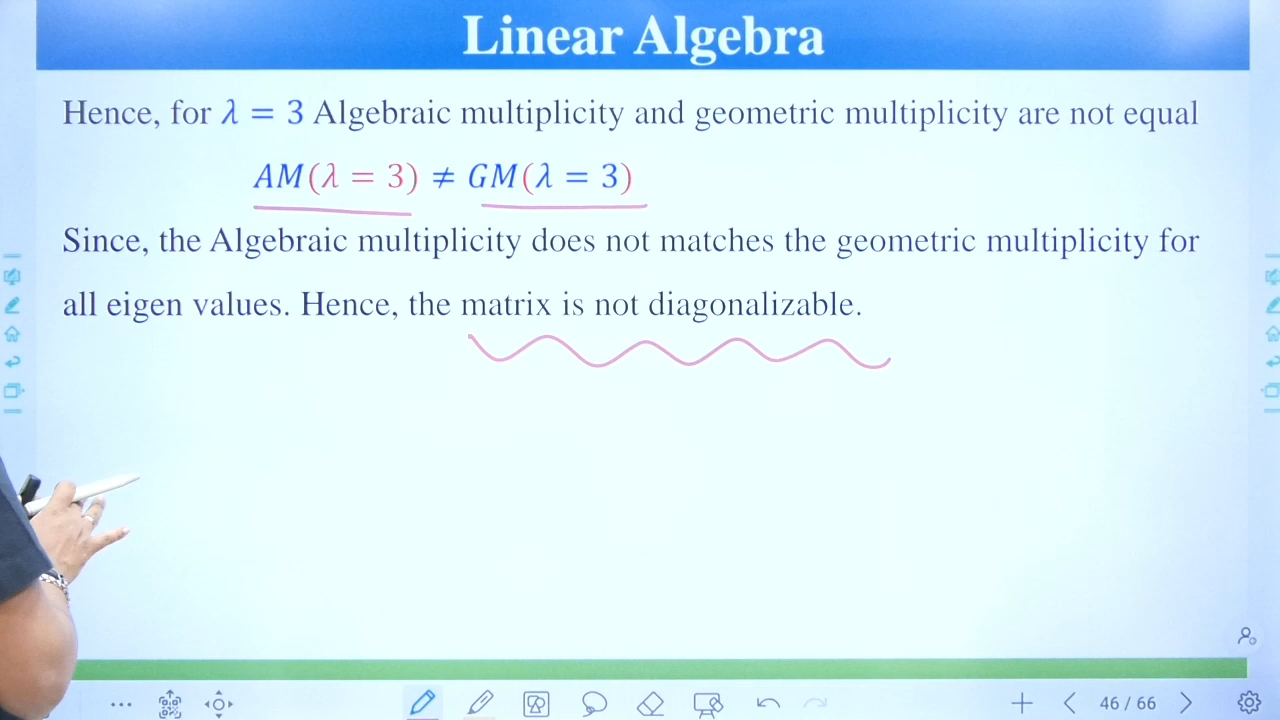 Linear Algebra
Hence, for λ = 3 Algebraic multiplicity and geometric multiplicity are not equal
AM(λ = 3) ≠ GM(λ = 3)
Since, the Algebraic multiplicity does not matches the geometric multiplicity for
all eigen values. Hence, the matrix is not diagonalizable.
46 / 66